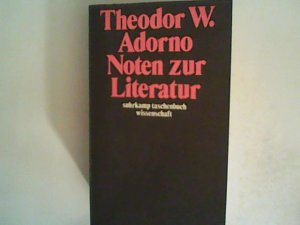 Theodor W.
Adorno
Noten zur
Literatur
suhrkamp taschenbuch
wissenschaft